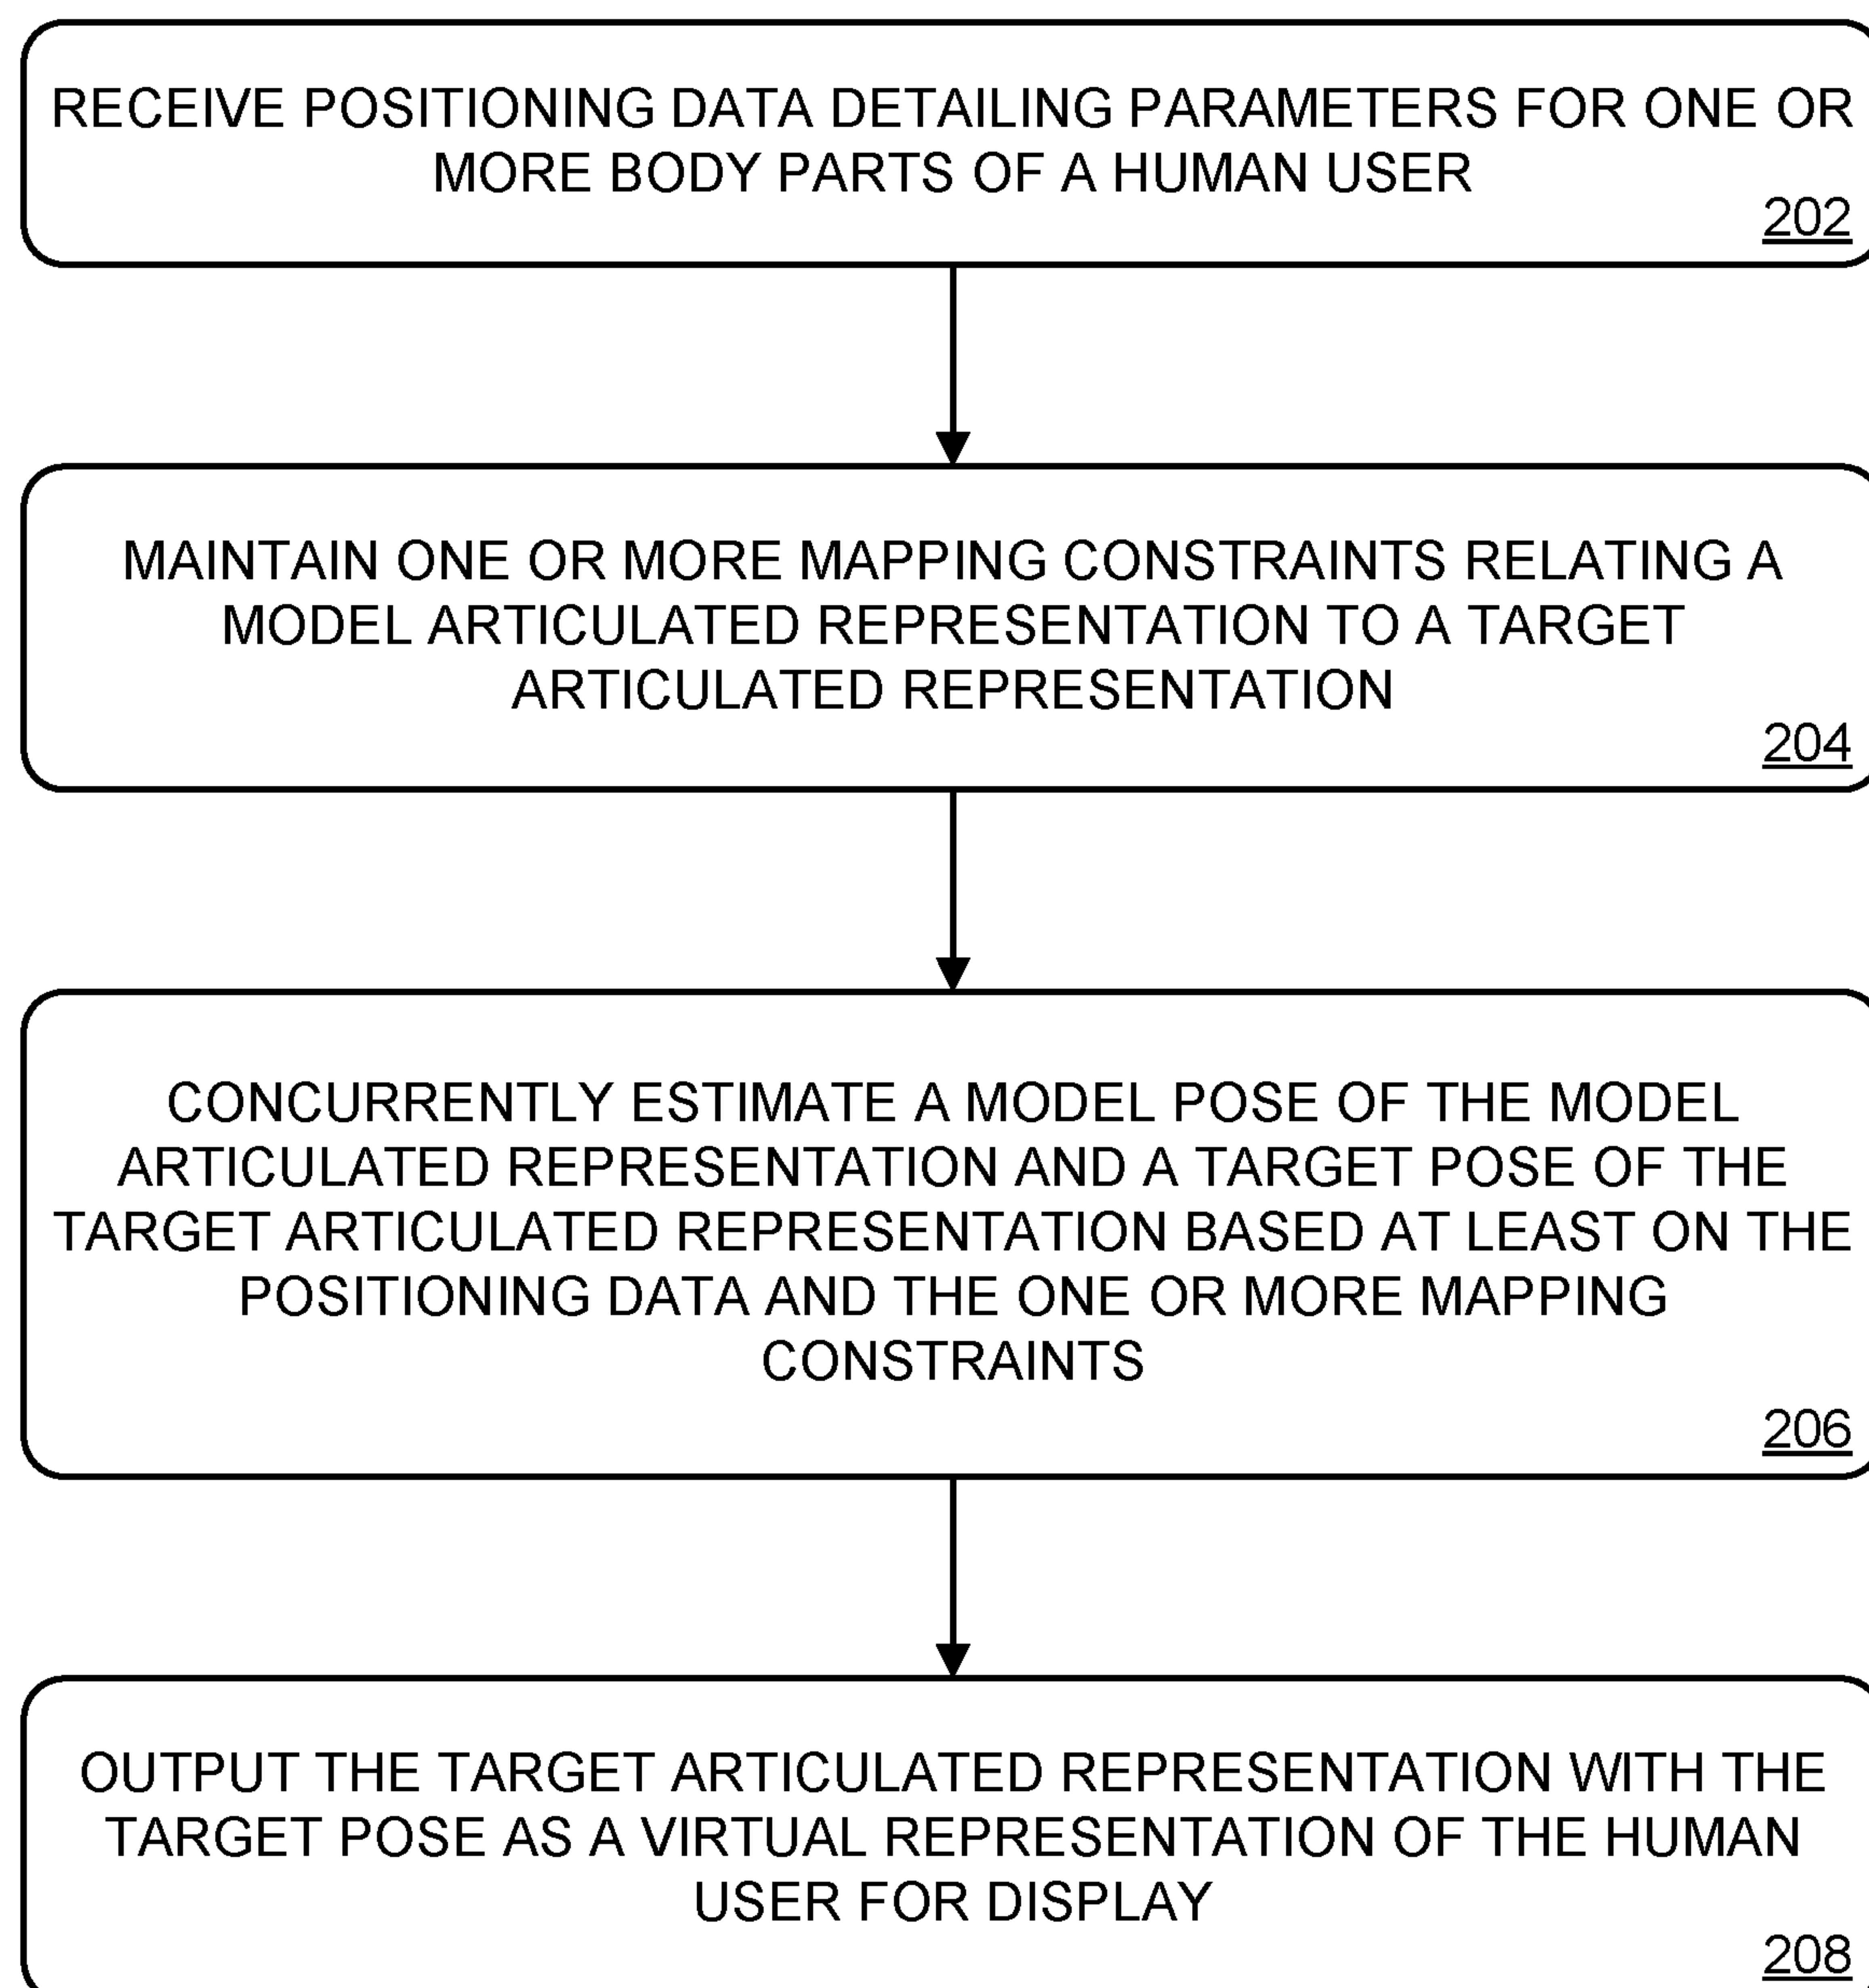 RECEIVE POSITIONING DATA DETAILING PARAMETERS FOR ONE OR
MORE BODY PARTS OF A HUMAN USER
202
MAINTAIN ONE OR MORE MAPPING CONSTRAINTS RELATING A
MODEL ARTICULATED REPRESENTATION TO A TARGET
ARTICULATED REPRESENTATION
204
CONCURRENTLY ESTIMATE A MODEL POSE OF THE MODEL
ARTICULATED REPRESENTATION AND A TARGET POSE OF THE
TARGET ARTICULATED REPRESENTATION BASED AT LEAST ON THE
POSITIONING DATA AND THE ONE OR MORE MAPPING
CONSTRAINTS
206
OUTPUT THE TARGET ARTICULATED REPRESENTATION WITH THE
TARGET POSE AS A VIRTUAL REPRESENTATION OF THE HUMAN
USER FOR DISPLAY
208